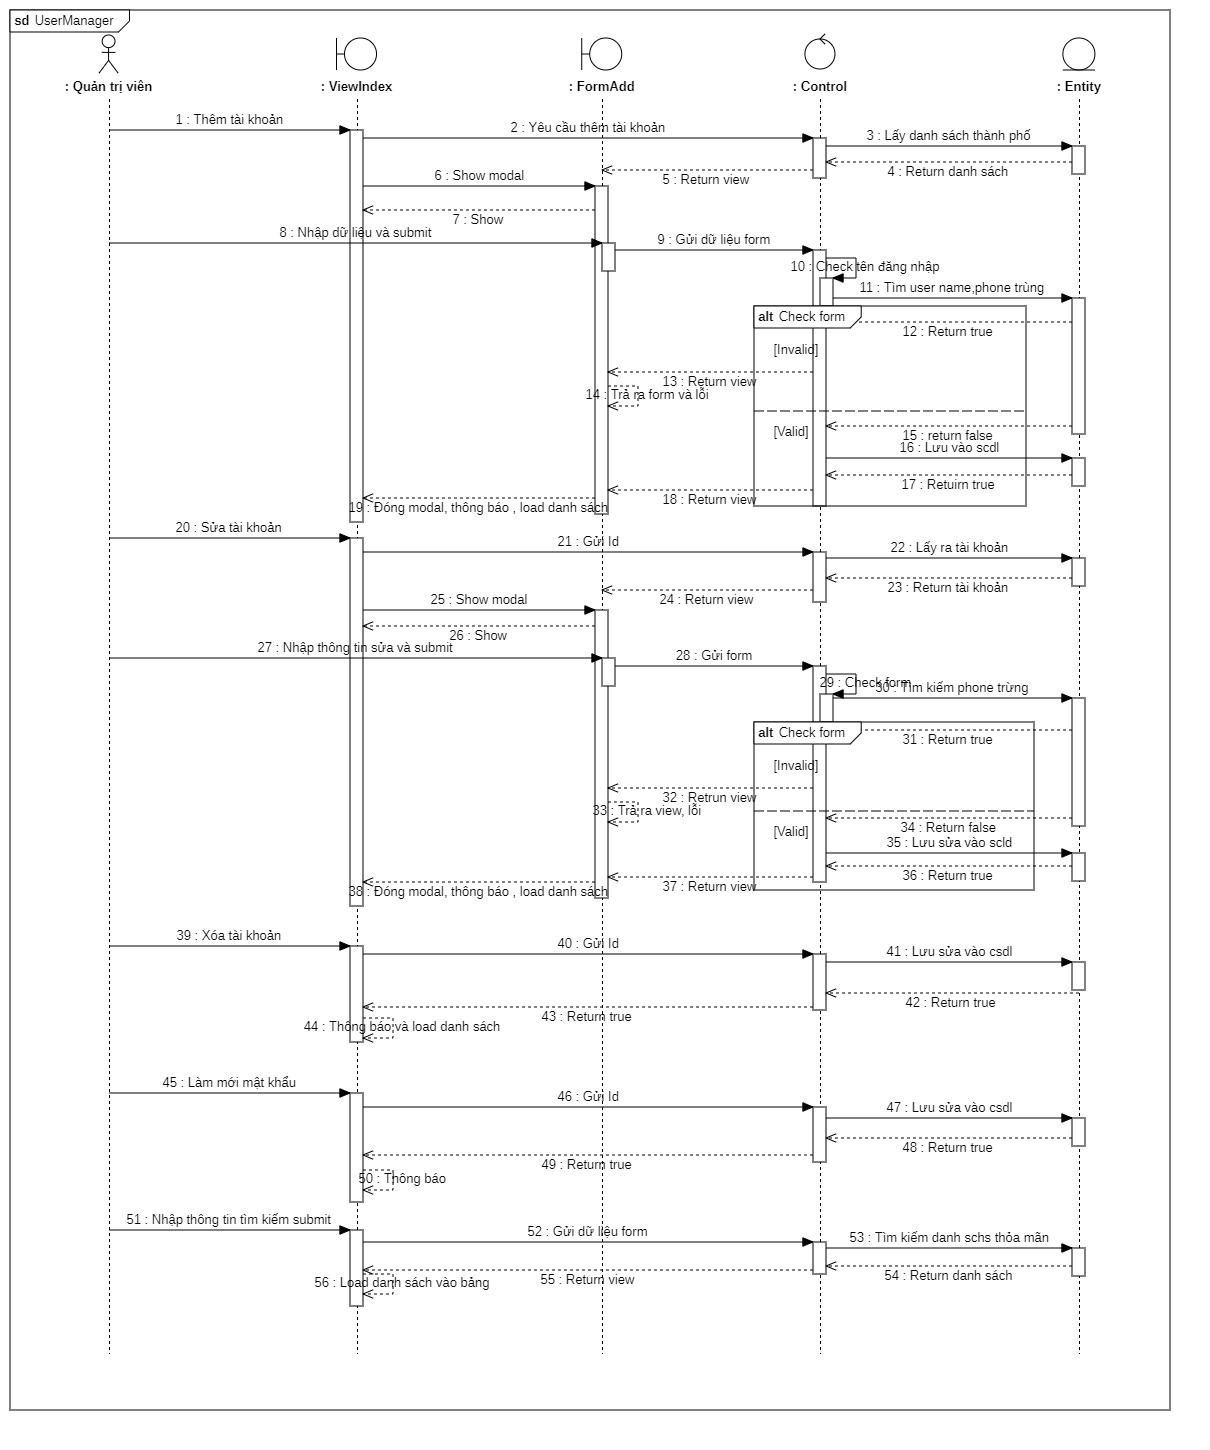 sd UserManager
: Quản trị viên
: ViewIndex
: FormAdd
: Control
: Entity
1 : Thêm tài khoản
2 : Yêu cầu thêm tài khoản
3 : Lấy danh sách thành phố
4 : Return danh sách
5 : Return view
6 : Show modal
7 : Show
8 : Nhập dữ liệu và submit
9 : Gửi dữ liệu form
10 : Check tên đăng nhập
11 : Tìm user name,phone trùng
alt Check form
12 : Return true
[Invalid]
13 : Return view
14 : Trả ra form và lỗi
[Valid]
15 : return false
16 : Lưu vào scdl
17 : Retuirn true
18 : Return view
19 : Đóng modal, thông báo , load danh sách
20 : Sửa tài khoản
21 : Gửi Id
22 : Lấy ra tài khoản
23 : Return tài khoản
24 : Return view
25 : Show modal
26 : Show
27 : Nhập thông tin sửa và submit
28 : Gửi form
29 : Check form
30 : Tìm kiếm phone trừng
alt Check form
31 : Return true
[Invalid]
32 : Retrun view
33 : Trả ra view, lỗi
[Valid]
34 : Return false
35 : Lưu sửa vào scld
36 : Return true
37 : Return view
38 : Đóng modal, thông báo , load danh sách
39 : Xóa tài khoản
40 : Gửi Id
41 : Lưu sửa vào csdl
42 : Return true
43 : Return true
44 : Thông báo và load danh sách
45 : Làm mới mật khẩu
46 : Gửi Id
47 : Lưu sửa vào csdl
48 : Return true
49 : Return true
50 : Thông báo
51 : Nhập thông tin tìm kiếm submit
52 : Gửi dữ liệu form
53 : Tìm kiếm danh schs thỏa mãn
54 : Return danh sách
55 : Return view
56 : Load danh sách vào bảng